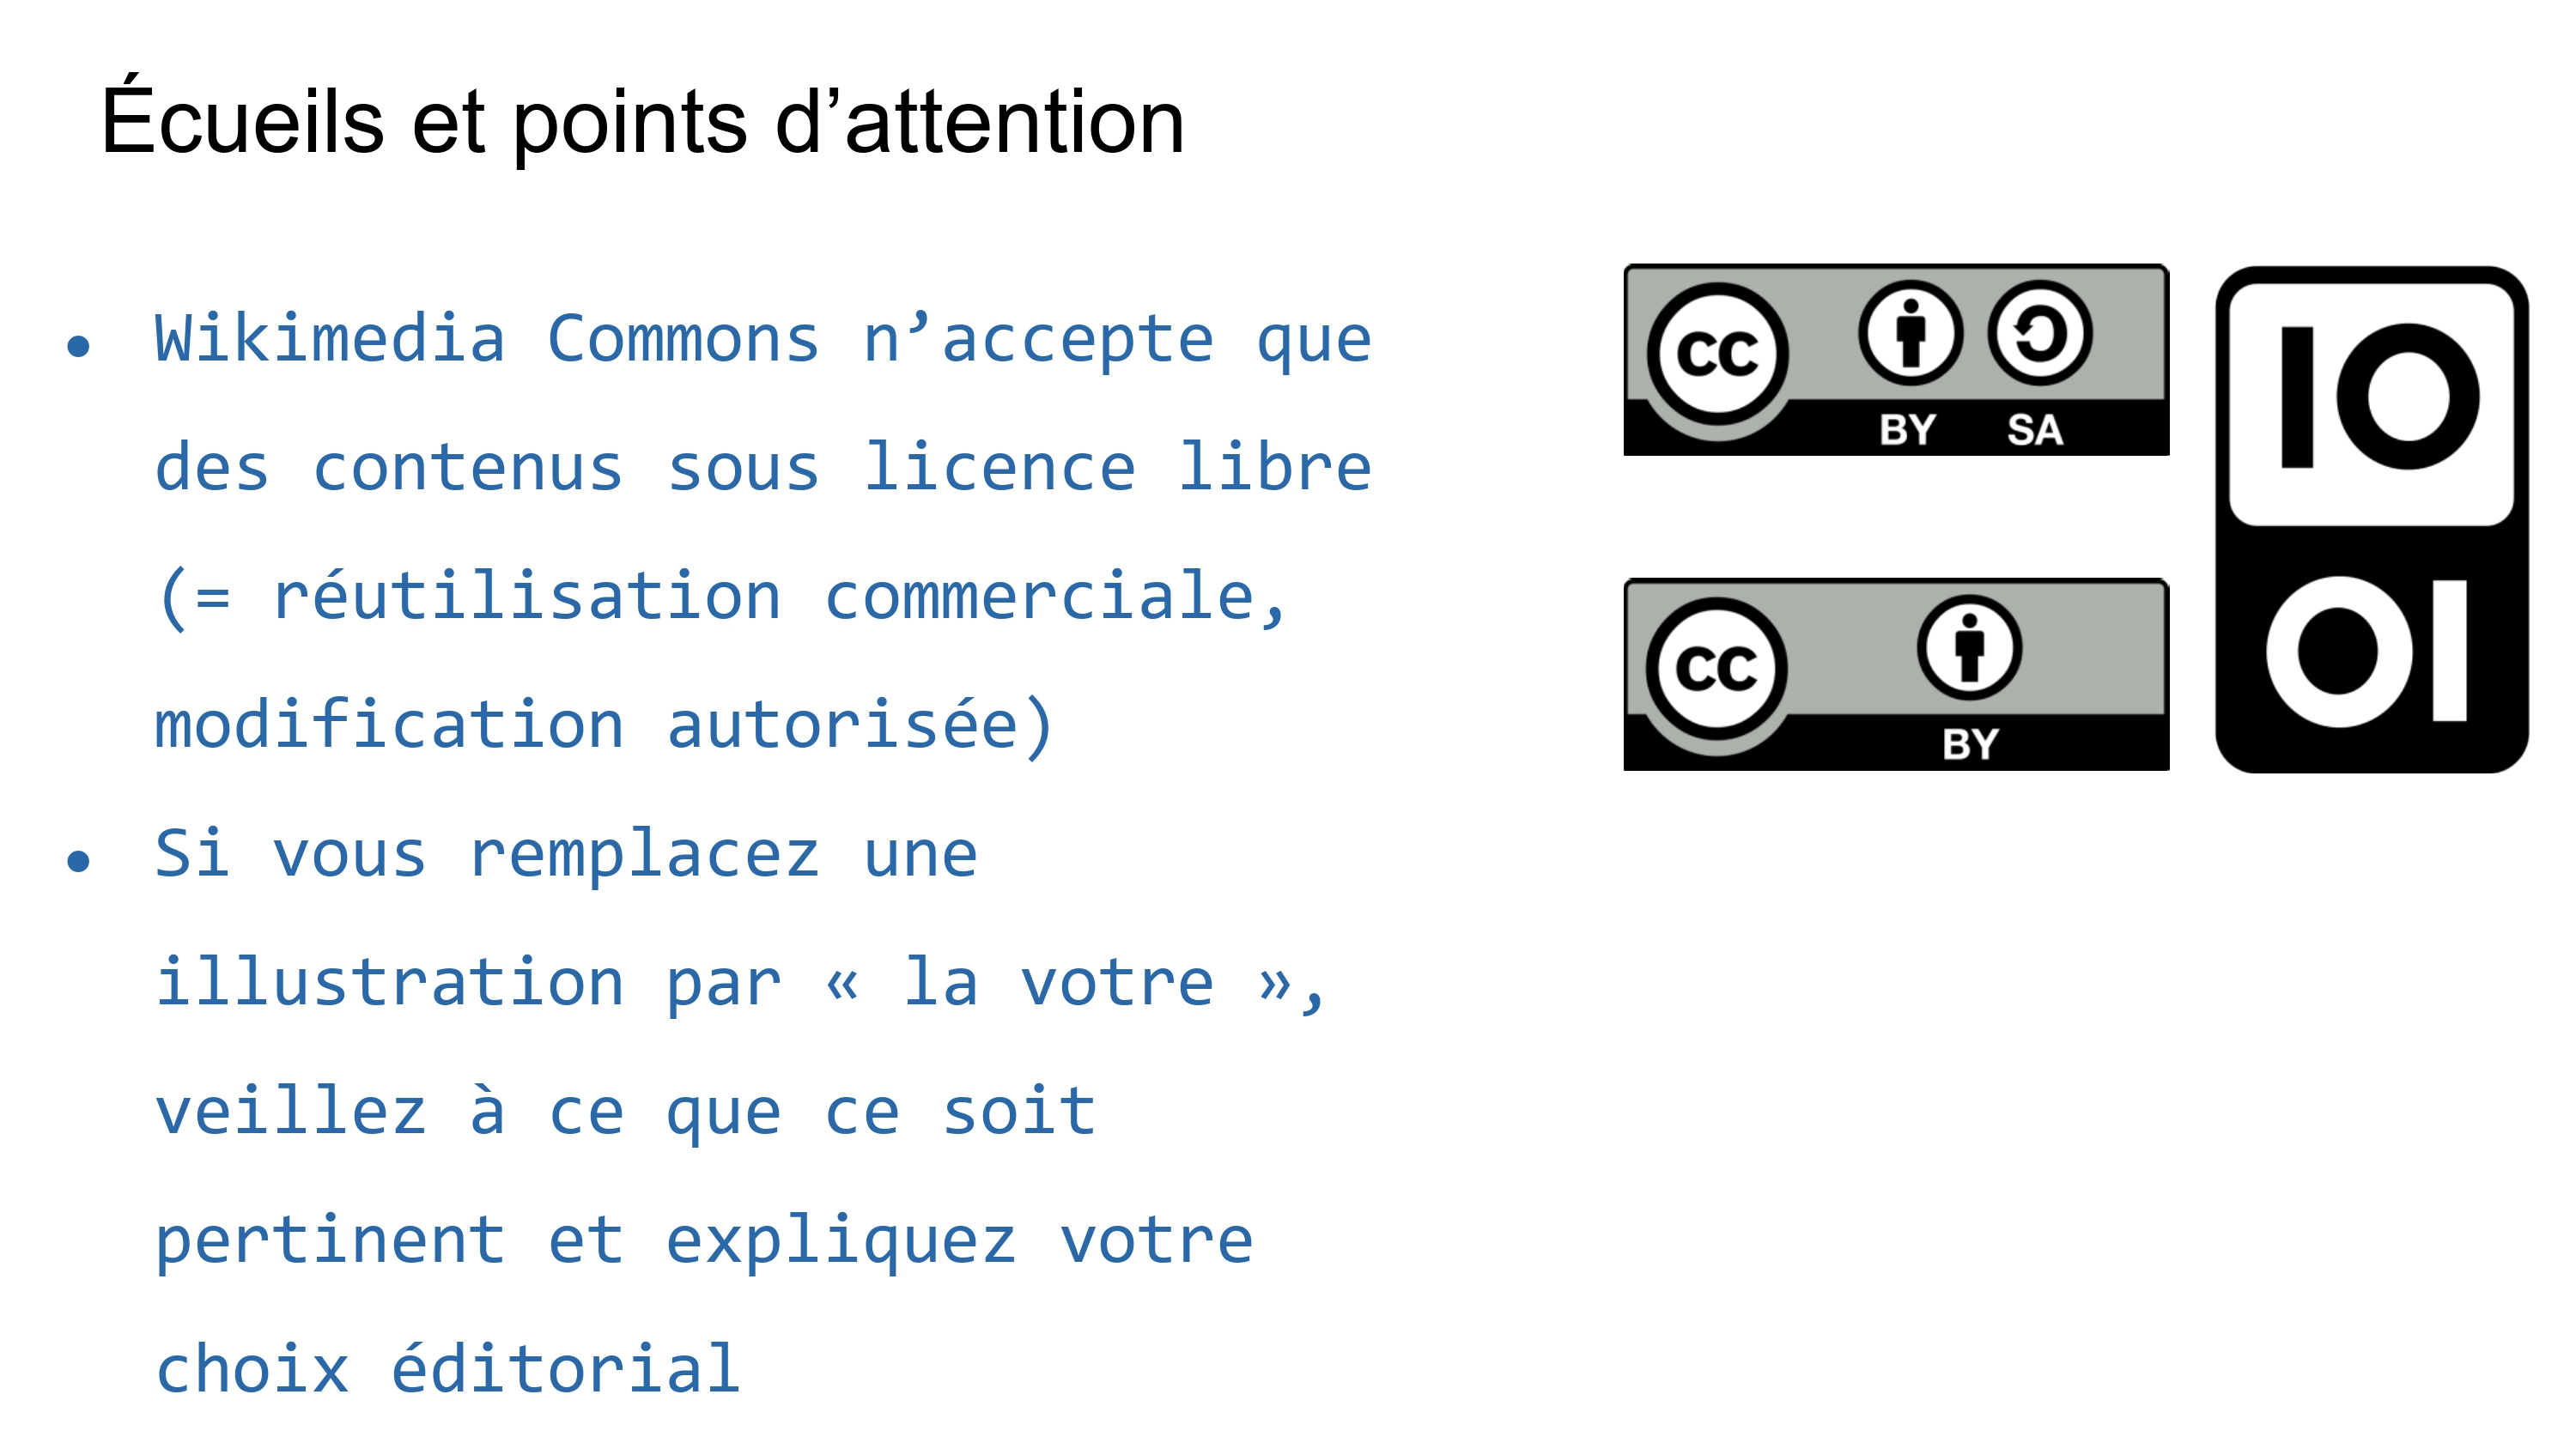 Écueils et points d’attention
• Wikimedia Commons n’accepte que
des contenus sous licence libre
(= réutilisation commerciale,
modification autorisée)
• Si vous remplacez une
illustration par « la votre »,
veillez à ce que ce soit
pertinent et expliquez votre
choix éditorial
CC
BY SA
CC
BY
IO
OI